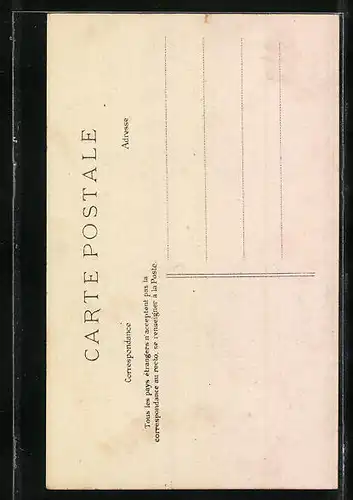 CARTE POSTALE
Correspondance
Adresse
Tous les pays étrangers n'acceptent pas la
correspondance au recto, se renseigner à la Poste.